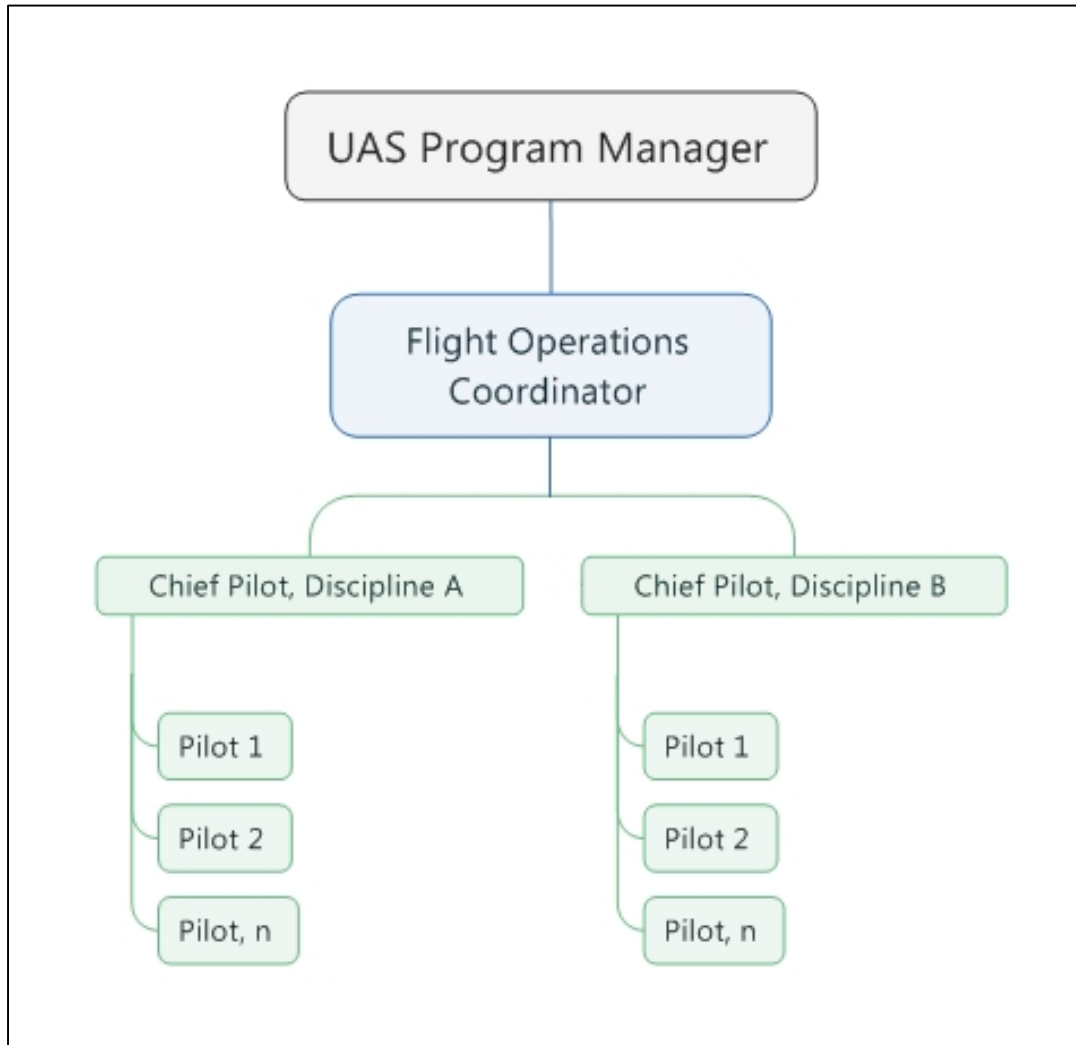 UAS Program Manager
Flight Operations
Coordinator
Chief Pilot, Discipline A
Pilot 1
Pilot 2
Pilot, n
Chief Pilot, Discipline B
Pilot 1
Pilot 2
Pilot, n